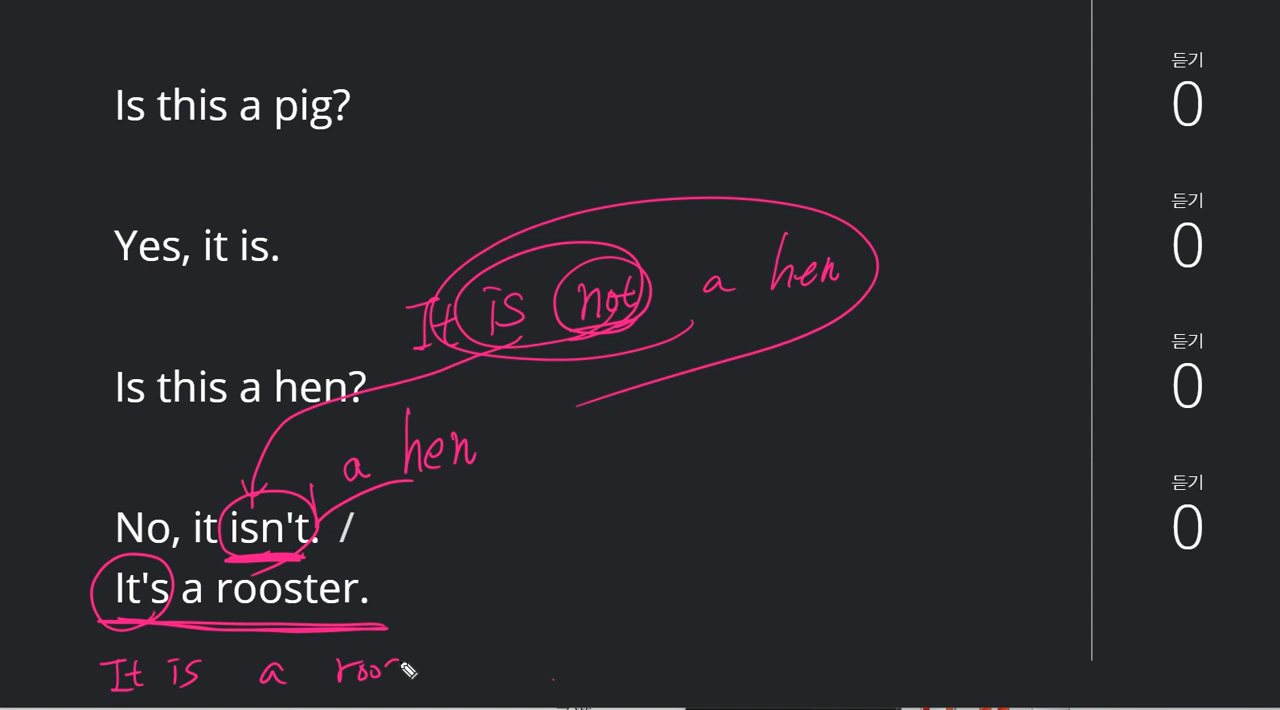 듣기
Is this a pig? 0
듣기
Yes, it is. 0
It is not a hen
듣기
Is this a hen? 0
a hen
듣기
No, it isn't. / 0
It's a rooster.
It is a roo